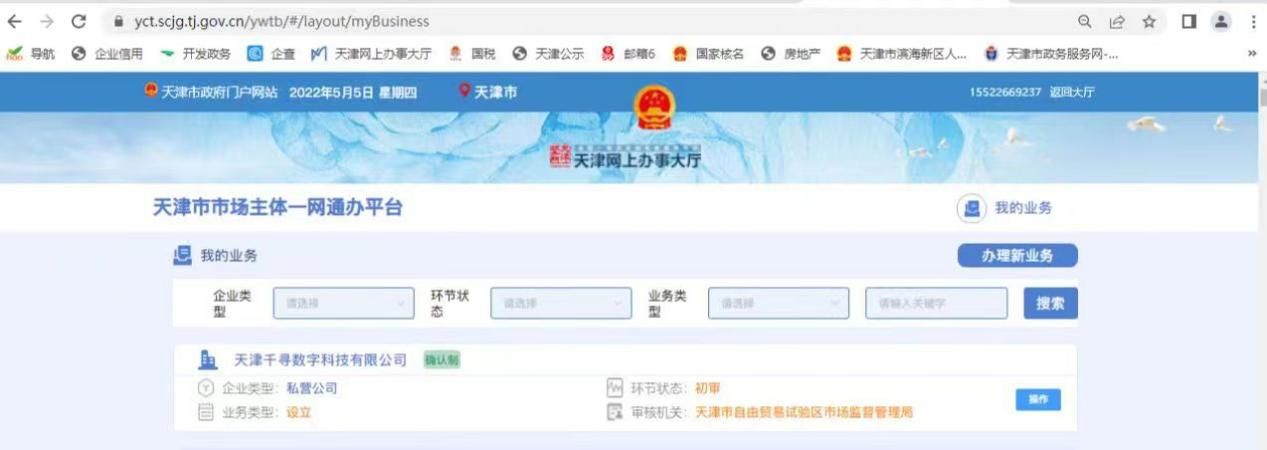 yct.scjg.tj.gov.cn/ywtb/#/layout/myBusiness
导航 企业信用 开发政务 企查 天津网上办事大厅 国税 天津公示 邮箱6 国家核名 房地产 天津市滨海新区人... 天津市政务服务网-... »
天津市政府门户网站 2022年5月5日 星期四 天津市 15522669237 返回大厅
天津网上办事大厅
天津市市场主体一网通办平台 我的业务
我的业务 办理新业务
企业类型 请选择 环节状态 请选择 业务类型 请选择 请输入关键字 搜索
天津千寻数字科技有限公司 确认制
企业类型: 私营公司 环节状态: 初审
操作
业务类型: 设立 审核机关: 天津市自由贸易试验区市场监督管理局